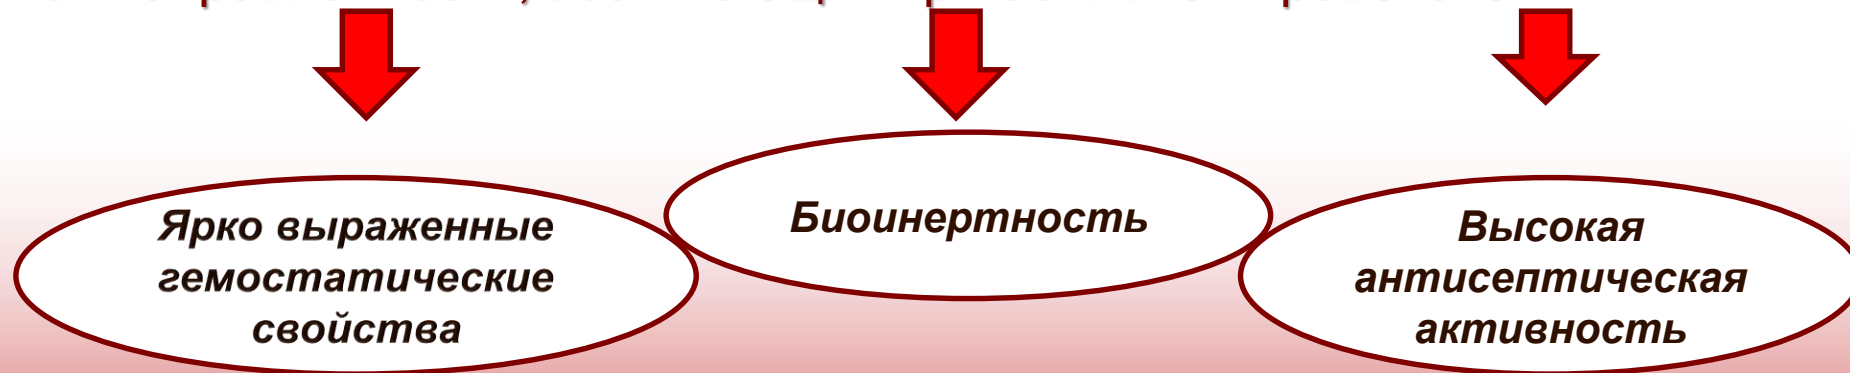 Ярко выраженные
гемостатические
свойства
Биоинертность
Высокая
антисептическая
активность